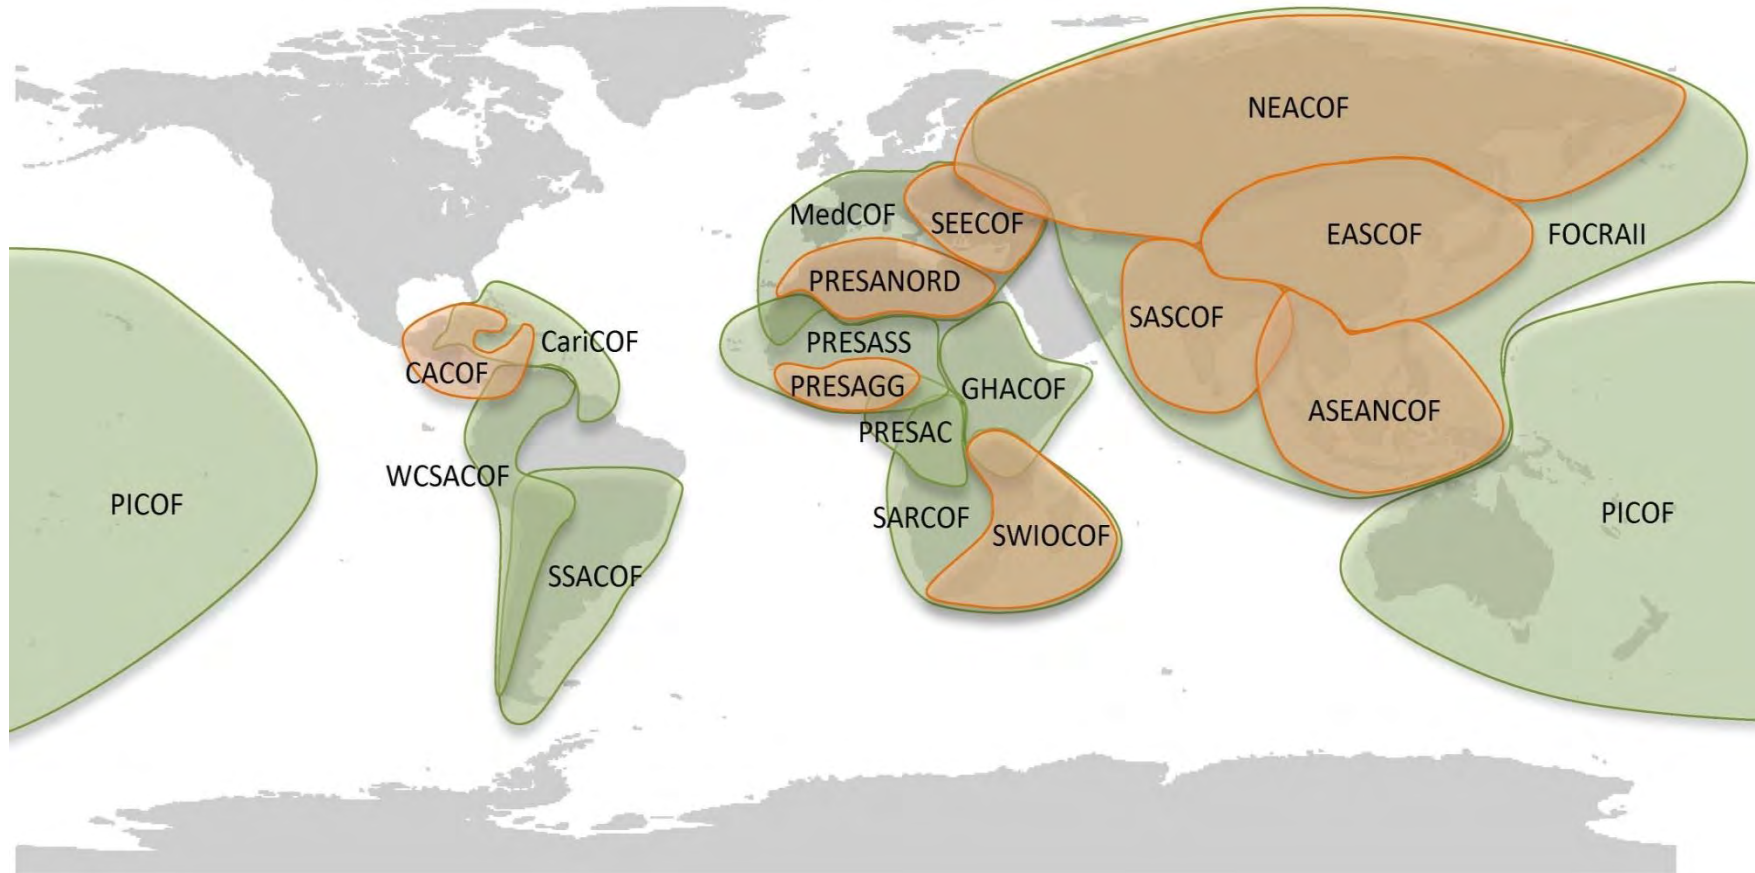 NEACOF
MedCOF
SEECOF
EASCOF
FOCRAII
PRESANORD
SASCOF
CariCOF
PRESASS
CACOF
PRESAGG
GHACOF
ASEANCOF
PRESAC
WCSACOF
PICOF
SARCOF
SWIOCOF
PICOF
SSACOF